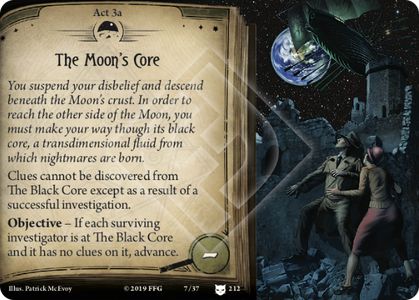 Act 3a
The Moon's Core
You suspend your disbelief and descend
beneath the Moon's crust. In order to
reach the other side of the Moon, you
must make your way though its black
core, a transdimensional fluid from
which nightmares are born.
Clues cannot be discovered from
The Black Core except as a result of a
successful investigation.
Objective – If each surviving
investigator is at The Black Core
and it has no clues on it, advance.
–
Illus. Patrick McEvoy
© 2019 FFG
7/37
212